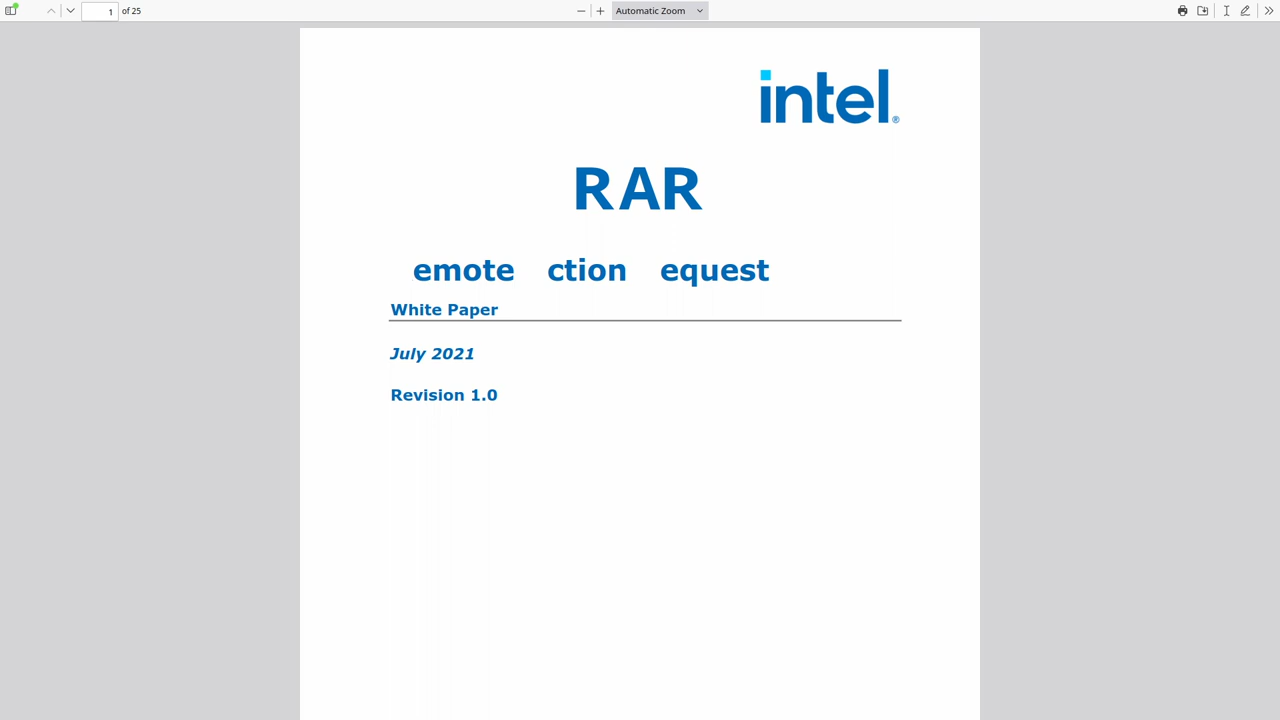 1 of 25 Automatic Zoom
intel®
RAR
emote ction equest
White Paper
July 2021
Revision 1.0